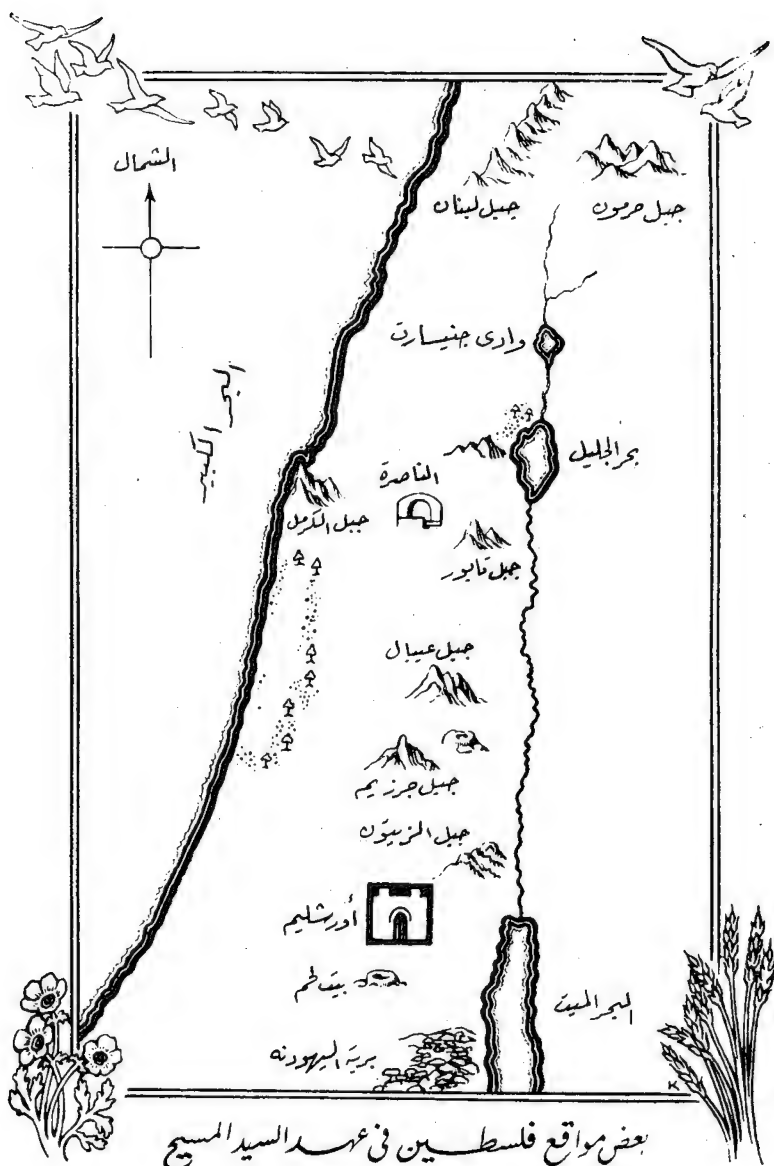 الشمال
جبل لبنان
جبل حرمون
وادى جنيسارت
البحر الكبير
بحر الجليل
الناصرة
جبل الكرمل
جبل تابور
جبل عيبال
جبل جرزيم
جبل الزيتون
أورشليم
بيت لحم
البحر الميت
برية اليهودية
K
بعض مواقع فلسطين فى عهد السيد المسيح